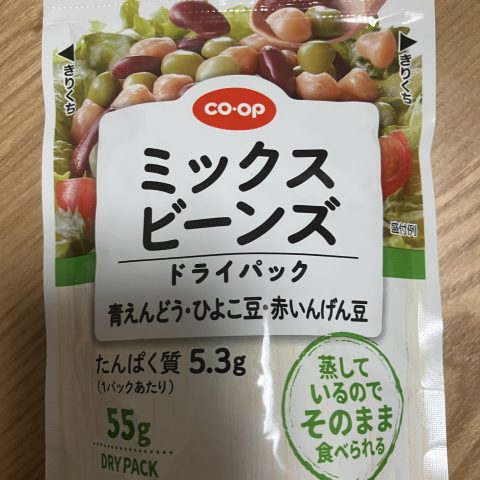 きりくち
きりくち
CO·OP
ミックス
ビーンズ
盛付例
ドライパック
青えんどう・ひよこ豆・赤いんげん豆
たんぱく質 5.3g
(1パックあたり)
蒸して
いるので
そのまま
食べられる
55g
DRY PACK